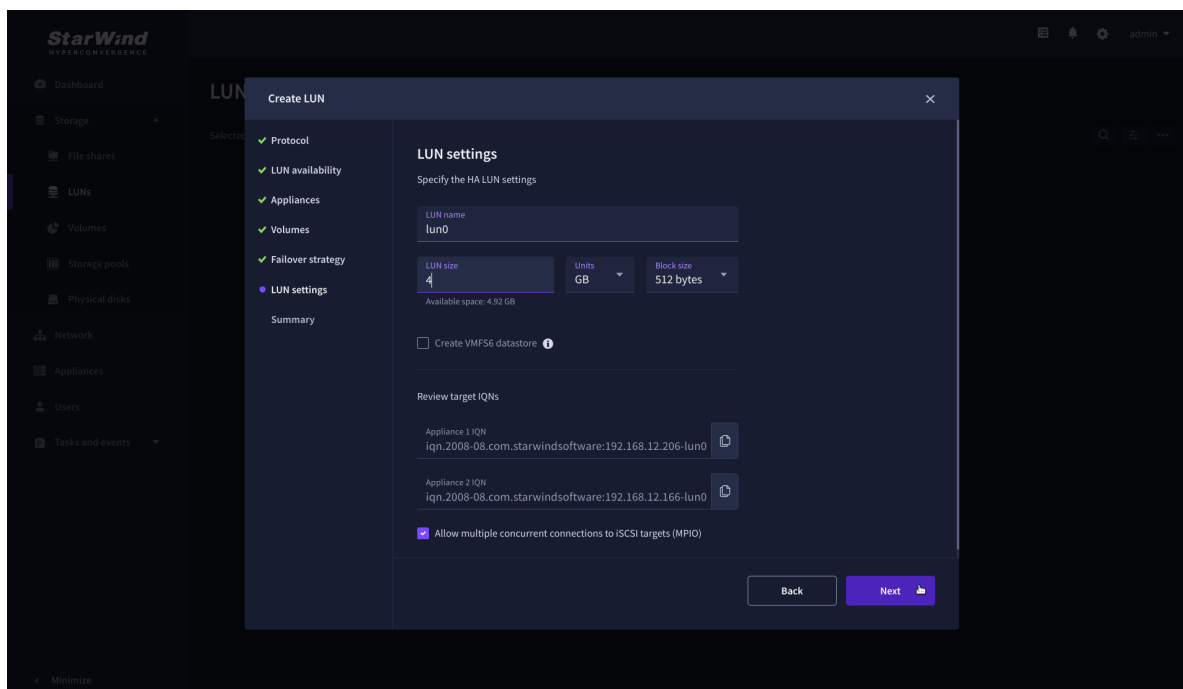 StarWind
HYPERCONVERGENCE
admin
Dashboard
Storage
File shares
LUNs
Volumes
Storage pools
Physical disks
Network
Appliances
Users
Tasks and events
Minimize
LUN
Selected
Create LUN
Protocol
LUN availability
Appliances
Volumes
Failover strategy
LUN settings
Summary
LUN settings
Specify the HA LUN settings
LUN name
lun0
LUN size
4
Units
GB
Block size
512 bytes
Available space: 4.92 GB
Create VMFS6 datastore
Review target IQNs
Appliance 1 IQN
iqn.2008-08.com.starwindsoftware:192.168.12.206-lun0
Appliance 2 IQN
iqn.2008-08.com.starwindsoftware:192.168.12.166-lun0
Allow multiple concurrent connections to iSCSI targets (MPIO)
Back
Next